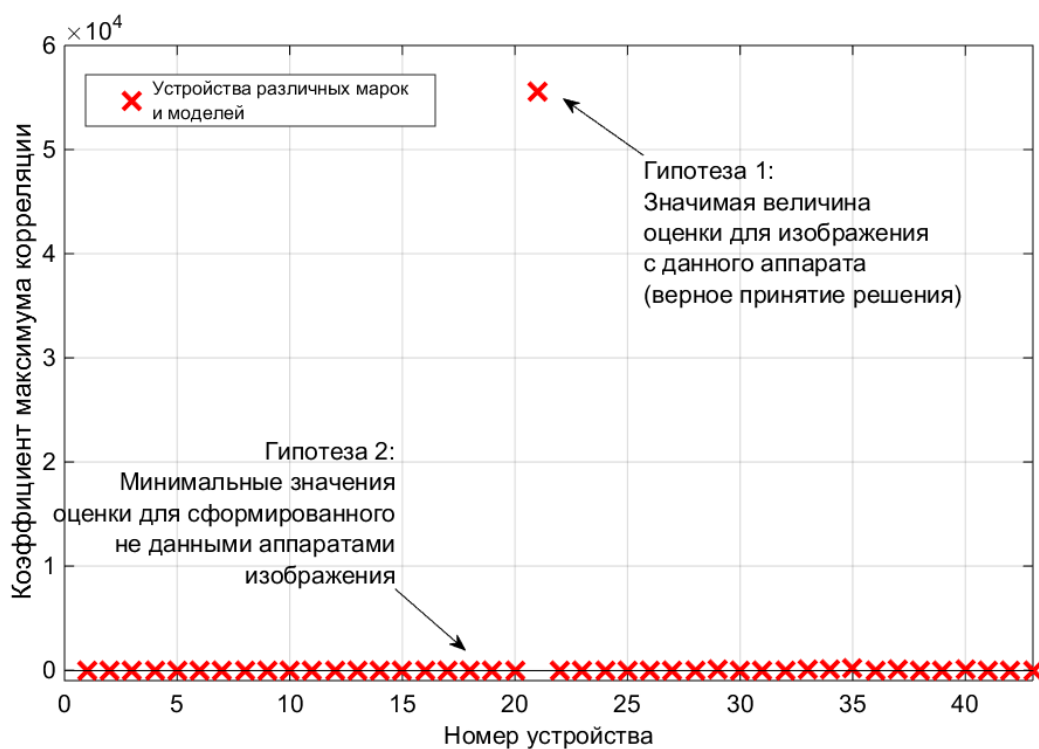 ×10⁴
6
5
4
3
2
1
0
Коэффициент максимума корреляции
Устройства различных марок
и моделей
Гипотеза 1:
Значимая величина
оценки для изображения
с данного аппарата
(верное принятие решения)
Гипотеза 2:
Минимальные значения
оценки для сформированного
не данными аппаратами
изображения
0 5 10 15 20 25 30 35 40
Номер устройства